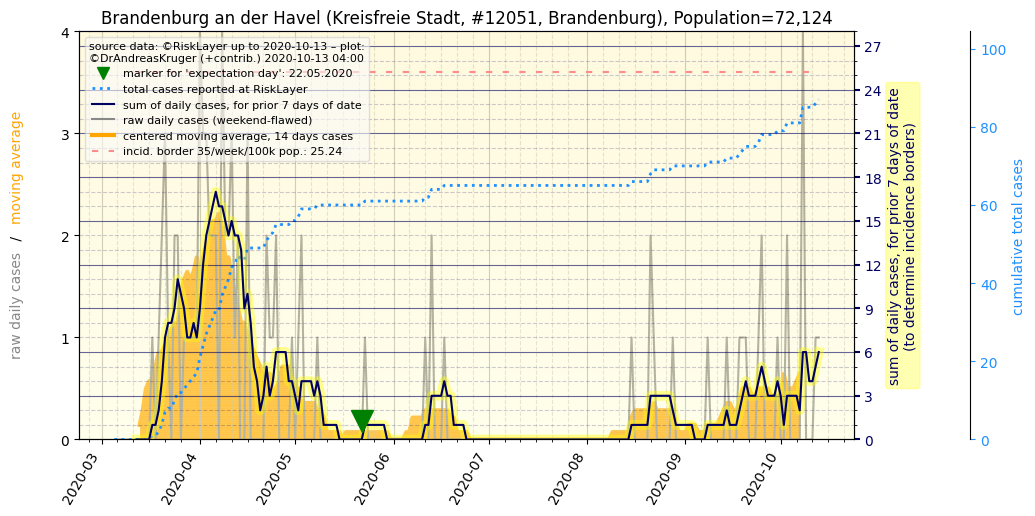 Brandenburg an der Havel (Kreisfreie Stadt, #12051, Brandenburg), Population=72,124
source data: ©RiskLayer up to 2020-10-13 – plot:
©DrAndreasKruger (+contrib.) 2020-10-13 04:00
marker for 'expectation day': 22.05.2020
total cases reported at RiskLayer
sum of daily cases, for prior 7 days of date
raw daily cases (weekend-flawed)
centered moving average, 14 days cases
incid. border 35/week/100k pop.: 25.24
raw daily cases / moving average
4
3
2
1
0
27
24
21
18
15
12
9
6
3
0
sum of daily cases, for prior 7 days of date
(to determine, incidence borders)
100
80
60
40
20
0
cumulative total cases
2020-03
2020-04
2020-05
2020-06
2020-07
2020-08
2020-09
2020-10